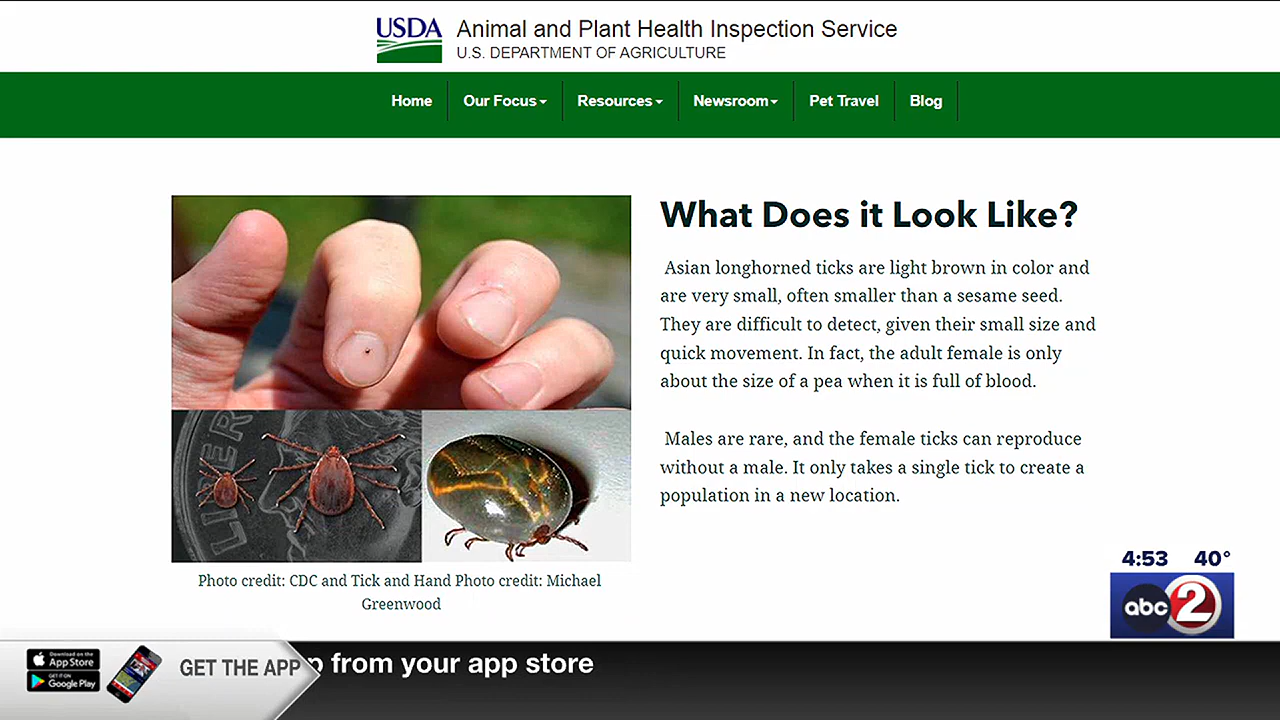 USDA
Animal and Plant Health Inspection Service
U.S. DEPARTMENT OF AGRICULTURE
Home Our Focus Resources Newsroom Pet Travel Blog
What Does it Look Like?
Asian longhorned ticks are light brown in color and
are very small, often smaller than a sesame seed.
They are difficult to detect, given their small size and
quick movement. In fact, the adult female is only
about the size of a pea when it is full of blood.
Males are rare, and the female ticks can reproduce
without a male. It only takes a single tick to create a
population in a new location.
LIBER
Photo credit: CDC and Tick and Hand Photo credit: Michael
Greenwood
4:53 40°
abc 2
Download on the
App Store
GET IT ON
Google Play
GET THE APP
p from your app store